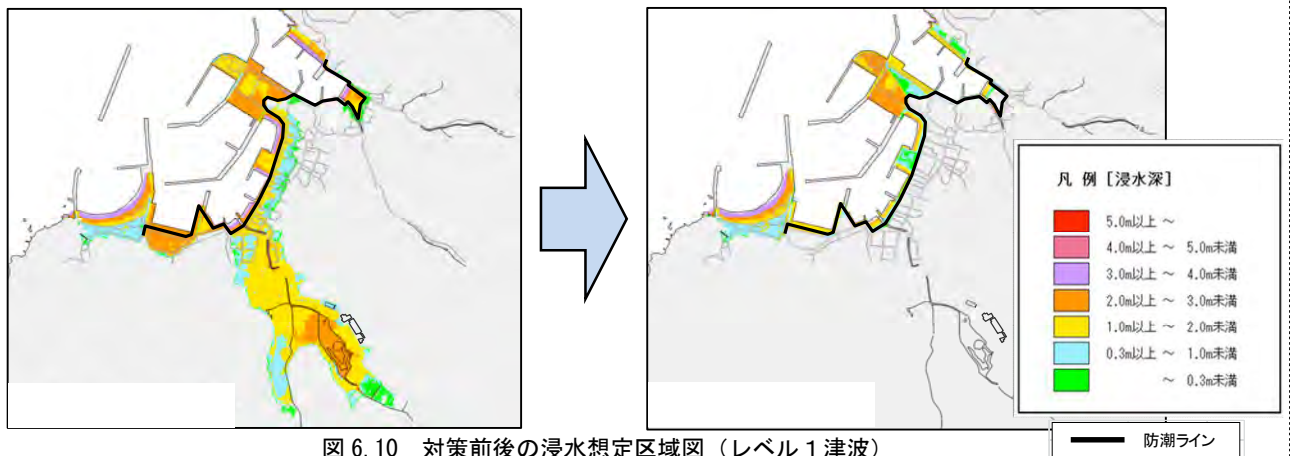 凡 例 [浸水深]
5.0m以上 ～
4.0m以上 ～ 5.0m未満
3.0m以上 ～ 4.0m未満
2.0m以上 ～ 3.0m未満
1.0m以上 ～ 2.0m未満
0.3m以上 ～ 1.0m未満
～ 0.3m未満
防潮ライン
図 6.10 対策前後の浸水想定区域図（レベル１津波）